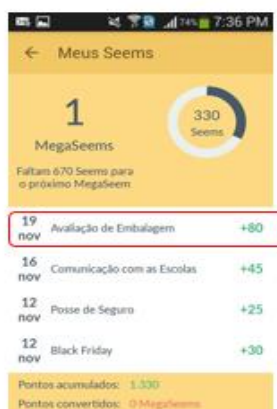 74% 7:36 PM
← Meus Seems
1
MegaSeems
330
Seems
Faltam 670 Seems para
o próximo MegaSeem
19
nov
Avaliação de Embalagem +80
16
nov
Comunicação com as Escolas +45
12
nov
Posse de Seguro +25
12
nov
Black Friday +30
Pontos acumulados: 1.330
Pontos convertidos: 0 MegaSeems